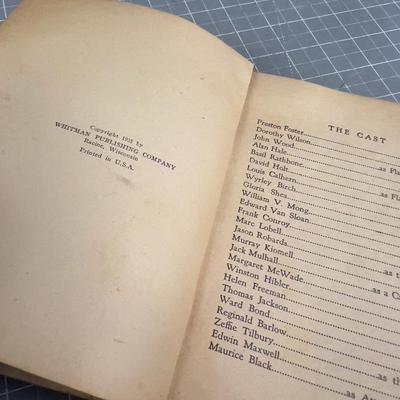 Copyright 1935 by
WHITMAN PUBLISHING COMPANY
Racine, Wisconsin
Printed in U.S.A.
THE CAST
Preston Foster
Dorothy Wilson
John Wood
Alan Hale
Basil Rathbone
David Holt
Louis Calhern
Wyrley Birch
Gloria Shea
William V. Mong
Edward Van Sloan
Frank Conroy
Marc Lobell
Jason Robards
Murray Kiomell
Jack Mulhall
Margaret McWade
Winston Hibler
Helen Freeman
Thomas Jackson
Ward Bond
Reginald Barlow
Zeffie Tilbury
Edwin Maxwell
Maurice Black